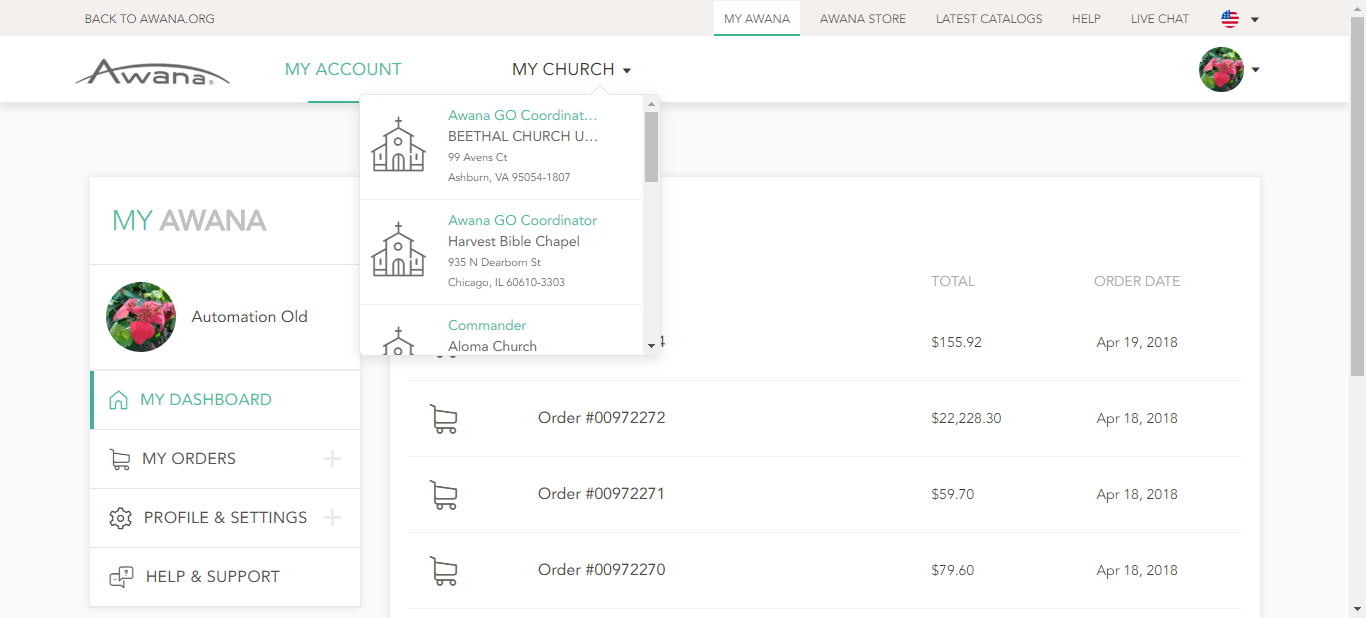 BACK TO AWANA.ORG
MY AWANA
AWANA STORE
LATEST CATALOGS
HELP
LIVE CHAT
Awana®
MY ACCOUNT
MY CHURCH
Awana GO Coordinat...
BEETHAL CHURCH U...
99 Avens Ct
Ashburn, VA 95054-1807
Awana GO Coordinator
Harvest Bible Chapel
935 N Dearborn St
Chicago, IL 60610-3303
Commander
Aloma Church
MY AWANA
Automation Old
MY DASHBOARD
MY ORDERS
PROFILE & SETTINGS
HELP & SUPPORT
TOTAL
ORDER DATE
$155.92
Apr 19, 2018
Order #00972272
$22,228.30
Apr 18, 2018
Order #00972271
$59.70
Apr 18, 2018
Order #00972270
$79.60
Apr 18, 2018